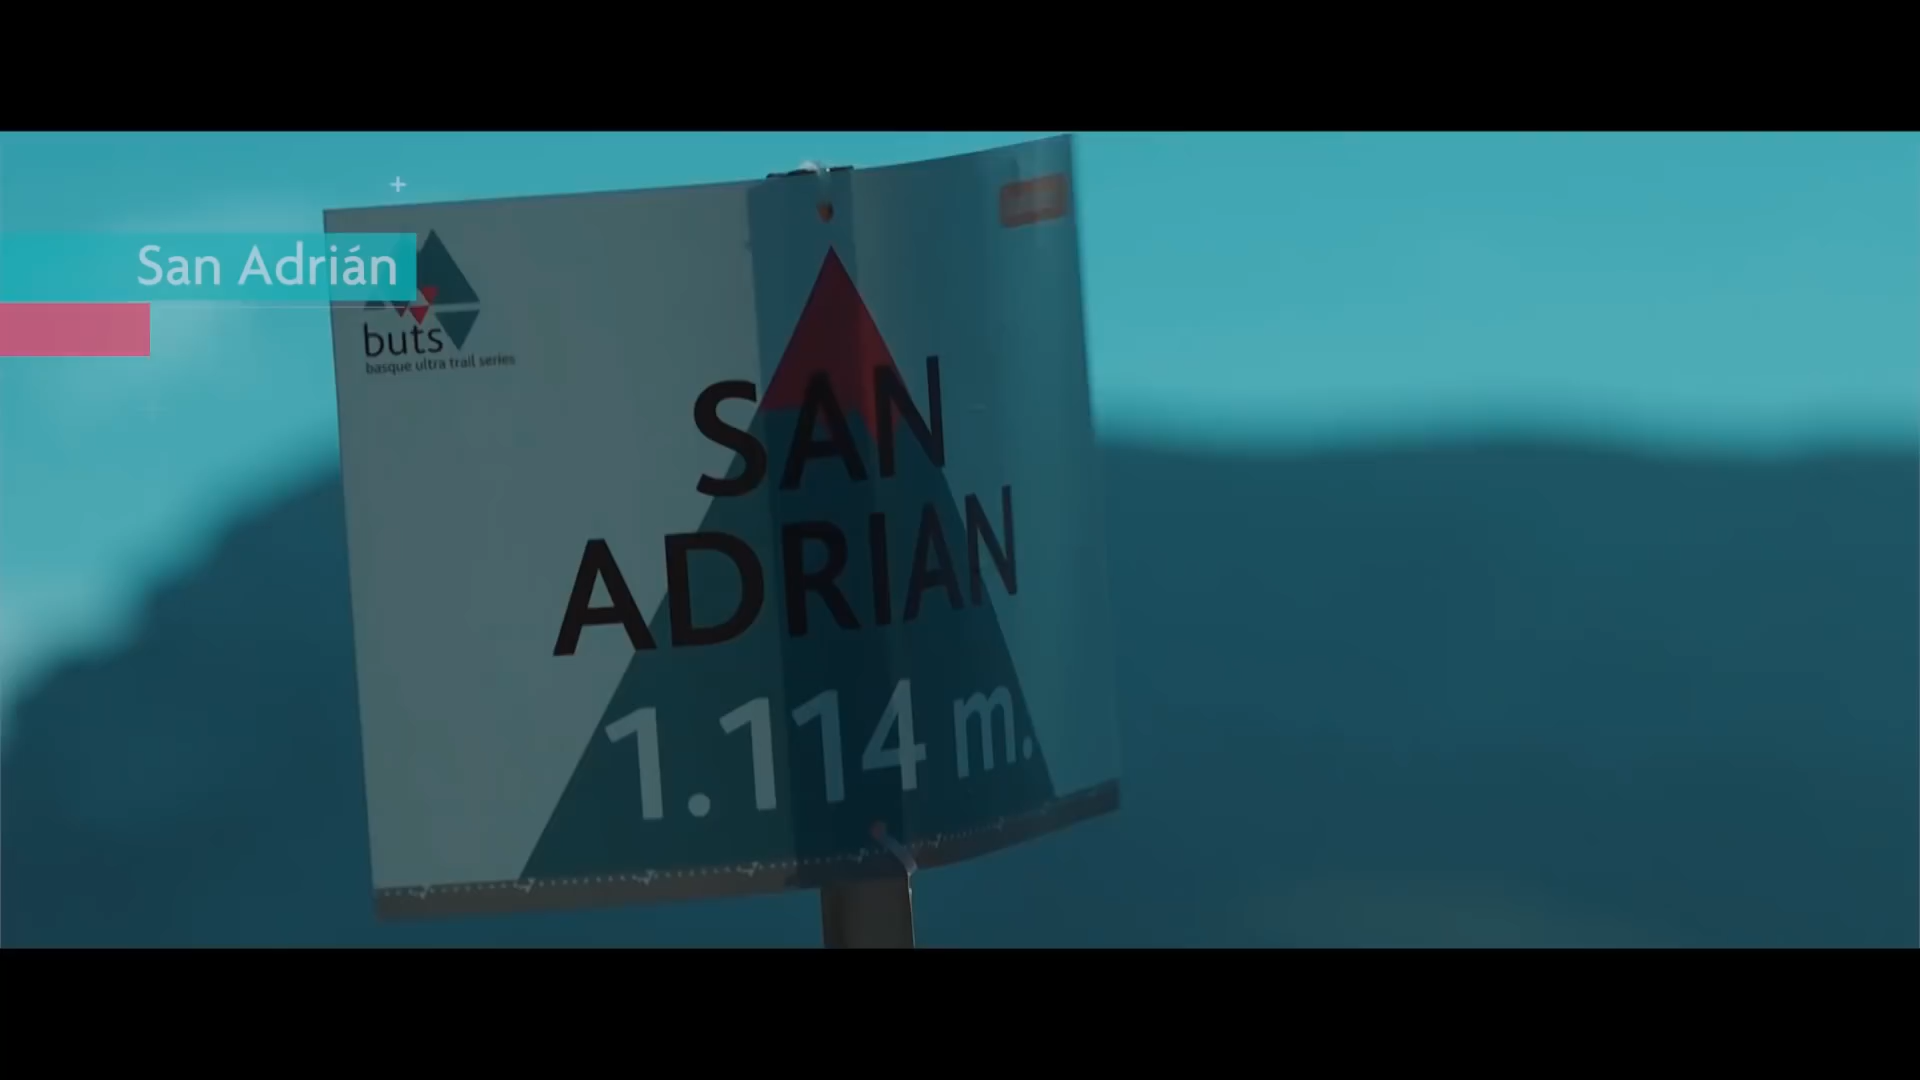 San Adrián
buts
basque ultra trail series
SAN
ADRIAN
1.114 m.